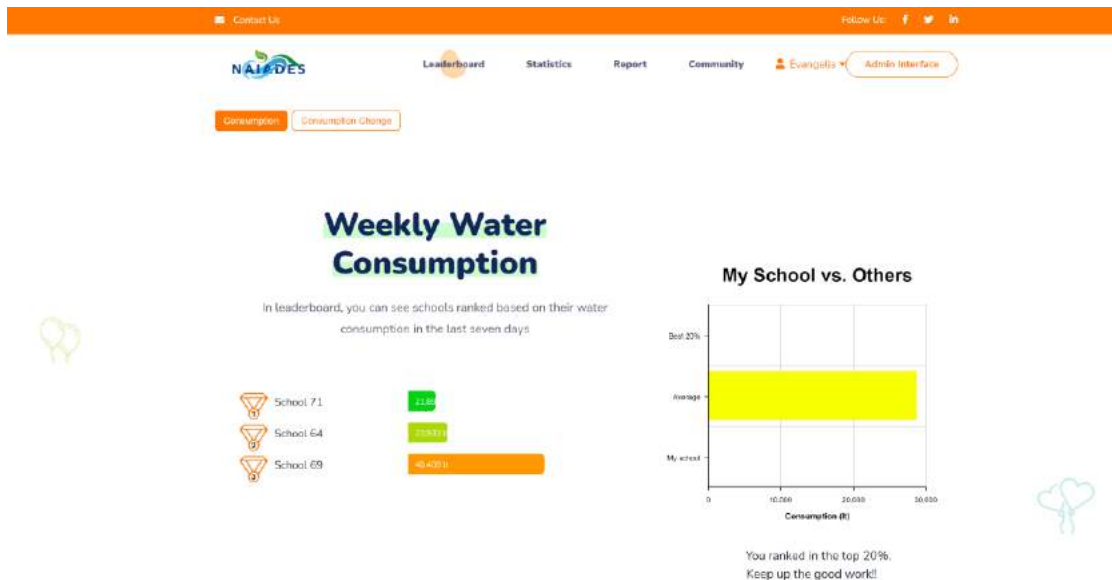 Contact Us
Follow Us:
NAIADES
Leaderboard Statistics Report Community Evangelia Admin Interface
Consumption Consumption Change
Weekly Water
Consumption
In leaderboard, you can see schools ranked based on their water
consumption in the last seven days
1 School 71
2 School 64
3 School 69
My School vs. Others
Best 20%
Average
My school
0 10,000 20,000 30,000
Consumption (lt)
You ranked in the top 20%.
Keep up the good work!!